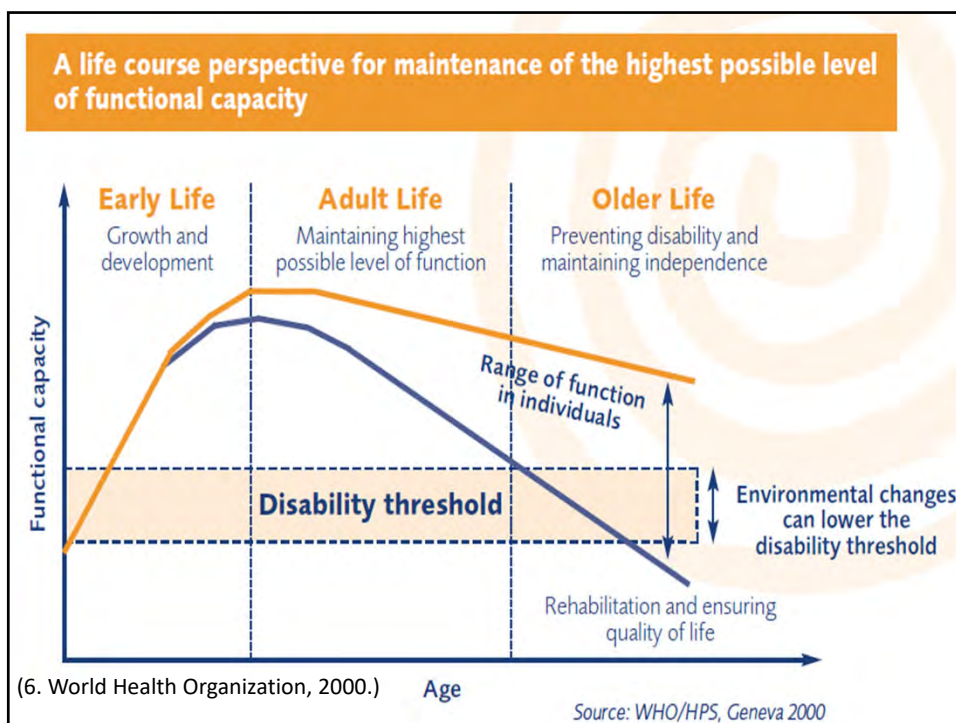 A life course perspective for maintenance of the highest possible level
of functional capacity
Early Life
Growth and
development
Adult Life
Maintaining highest
possible level of function
Older Life
Preventing disability and
maintaining independence
Functional capacity
Range of function
in individuals
Disability threshold
Environmental changes
can lower the
disability threshold
Rehabilitation and ensuring
quality of life
(6. World Health Organization, 2000.)
Age
Source: WHO/HPS, Geneva 2000